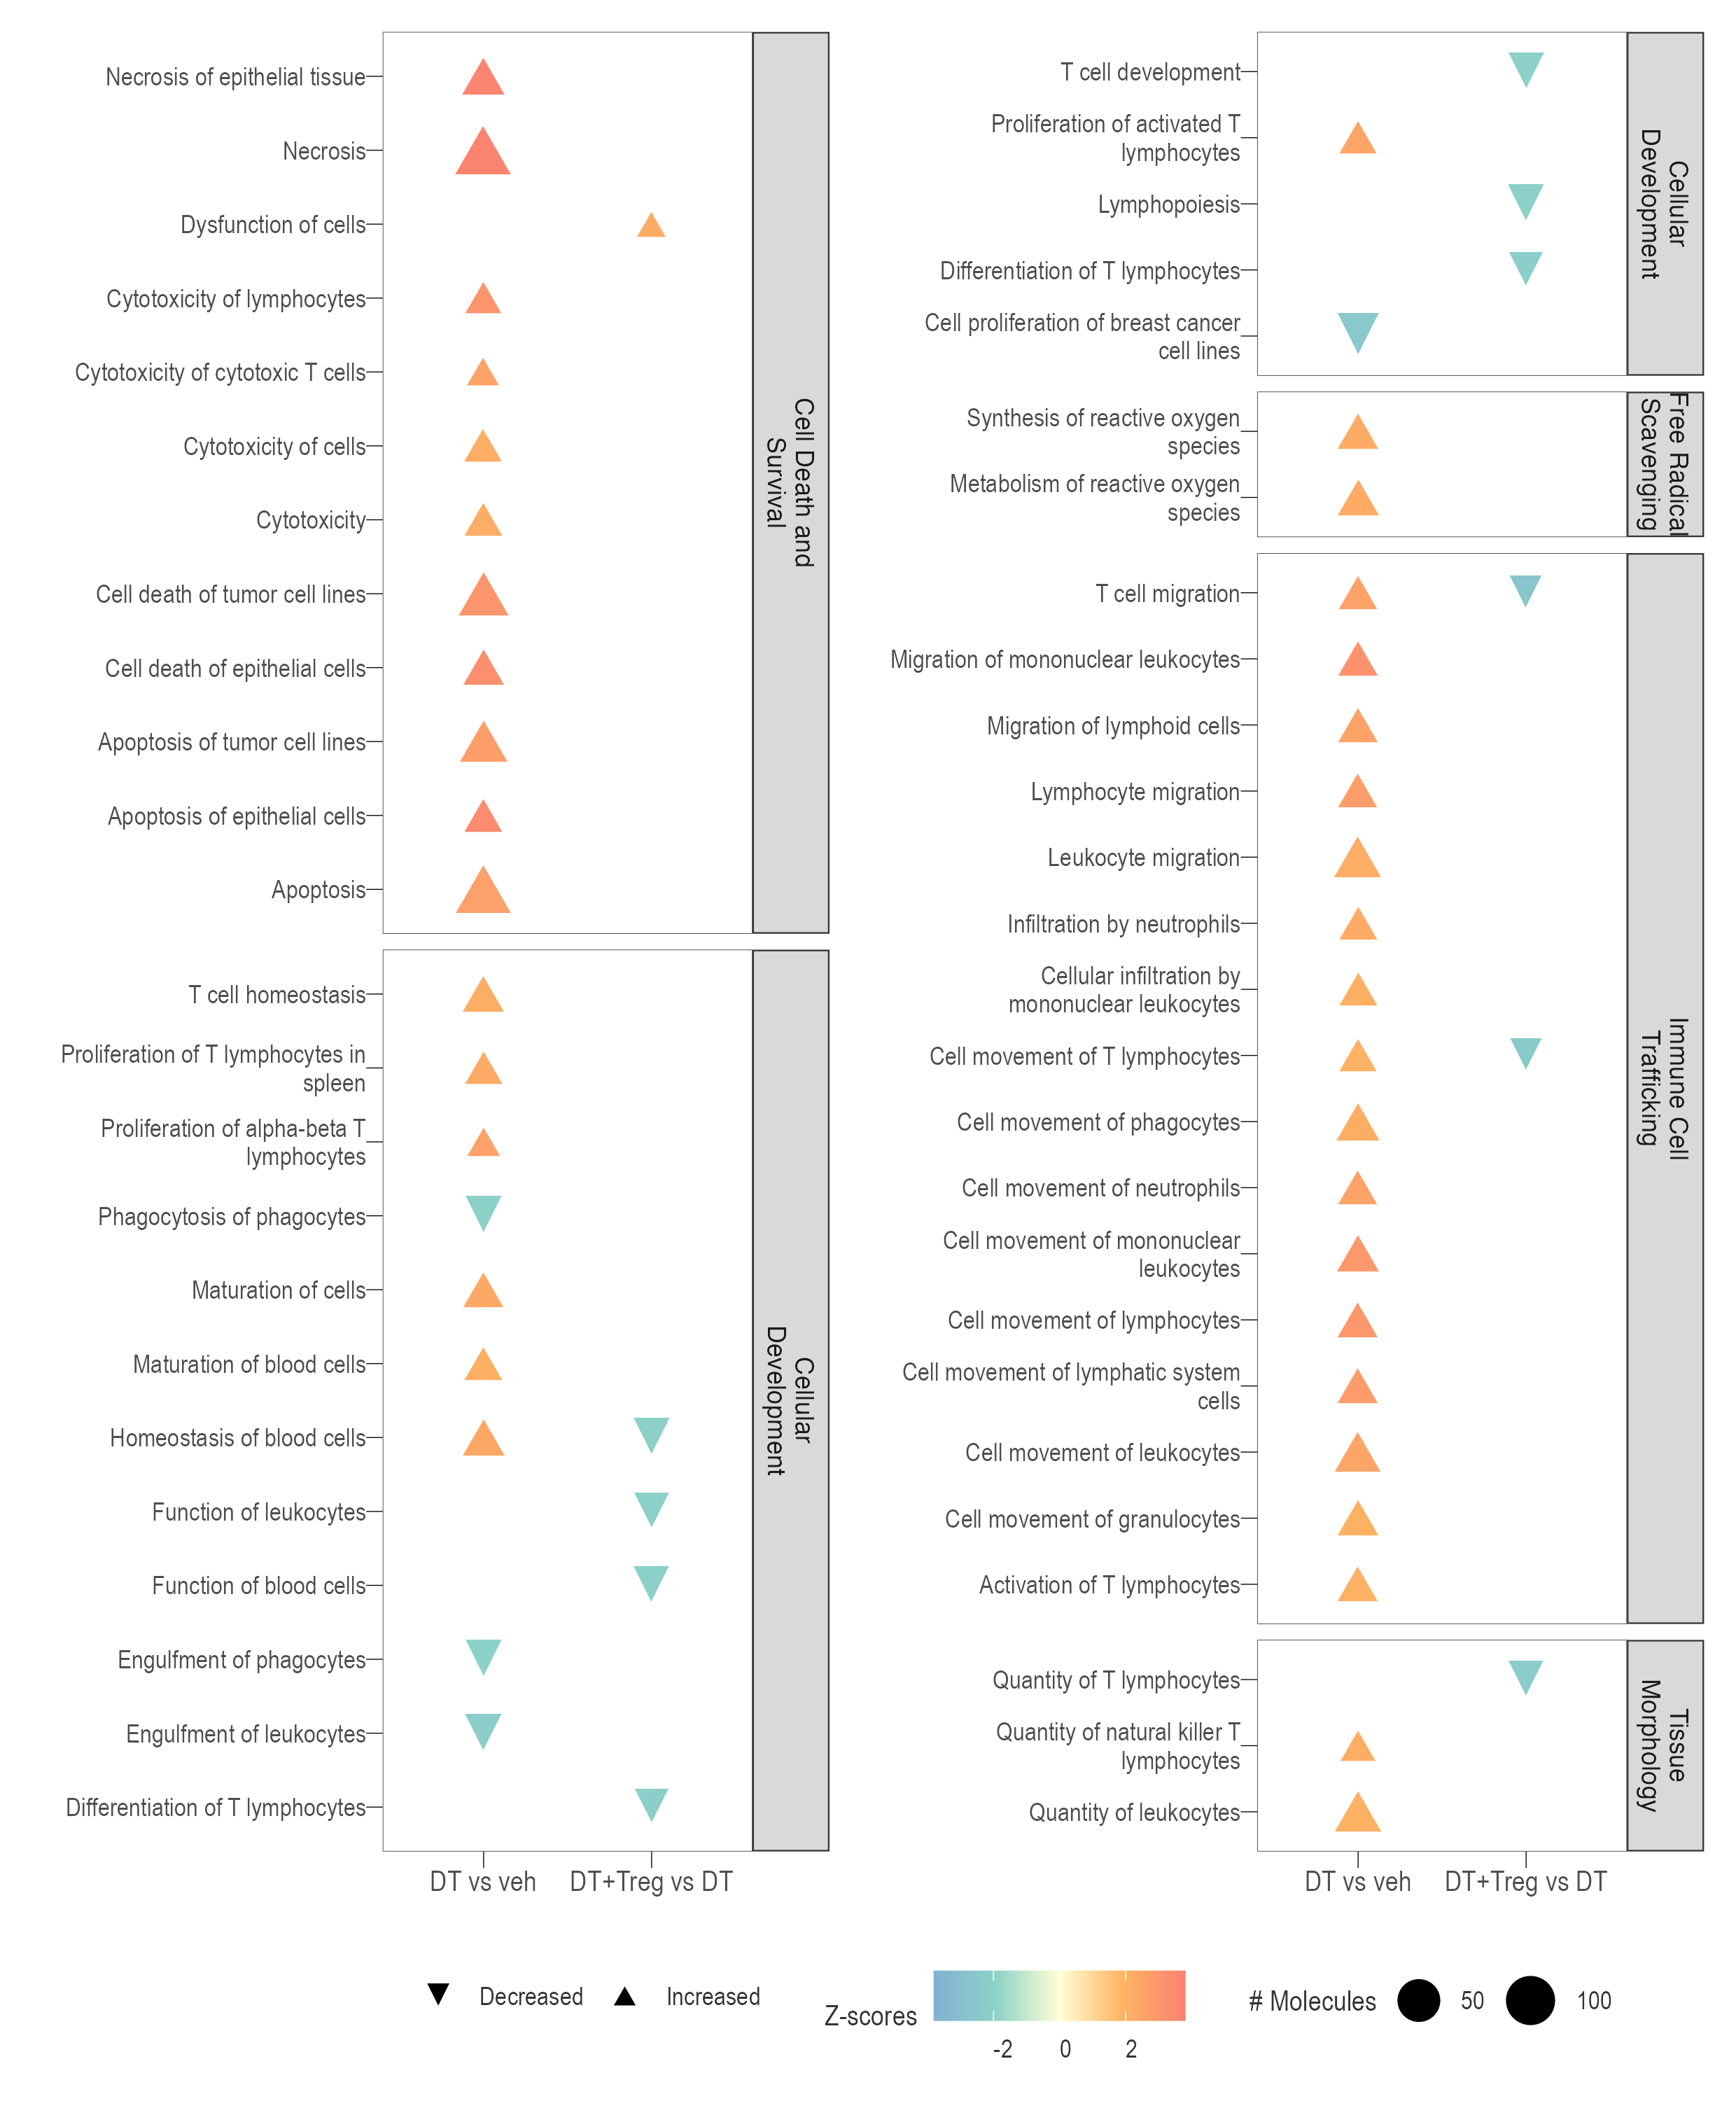 Necrosis of epithelial tissue
Necrosis
Dysfunction of cells
Cytotoxicity of lymphocytes
Cytotoxicity of cytotoxic T cells
Cytotoxicity of cells
Cytotoxicity
Cell death of tumor cell lines
Cell death of epithelial cells
Apoptosis of tumor cell lines
Apoptosis of epithelial cells
Apoptosis
Cell Death and
Survival
T cell homeostasis
Proliferation of T lymphocytes in
spleen
Proliferation of alpha-beta T
lymphocytes
Phagocytosis of phagocytes
Maturation of cells
Maturation of blood cells
Homeostasis of blood cells
Function of leukocytes
Function of blood cells
Engulfment of phagocytes
Engulfment of leukocytes
Differentiation of T lymphocytes
Cellular
Development
DT vs veh
DT+Treg vs DT
T cell development
Proliferation of activated T
lymphocytes
Lymphopoiesis
Differentiation of T lymphocytes
Cell proliferation of breast cancer
cell lines
Cellular
Development
Synthesis of reactive oxygen
species
Metabolism of reactive oxygen
species
Free Radical
Scavenging
T cell migration
Migration of mononuclear leukocytes
Migration of lymphoid cells
Lymphocyte migration
Leukocyte migration
Infiltration by neutrophils
Cellular infiltration by
mononuclear leukocytes
Cell movement of T lymphocytes
Cell movement of phagocytes
Cell movement of neutrophils
Cell movement of mononuclear
leukocytes
Cell movement of lymphocytes
Cell movement of lymphatic system
cells
Cell movement of leukocytes
Cell movement of granulocytes
Activation of T lymphocytes
Immune Cell
Trafficking
Quantity of T lymphocytes
Quantity of natural killer T
lymphocytes
Quantity of leukocytes
Tissue
Morphology
DT vs veh
DT+Treg vs DT
Decreased
Increased
Z-scores
-2
0
2
# Molecules
50
100